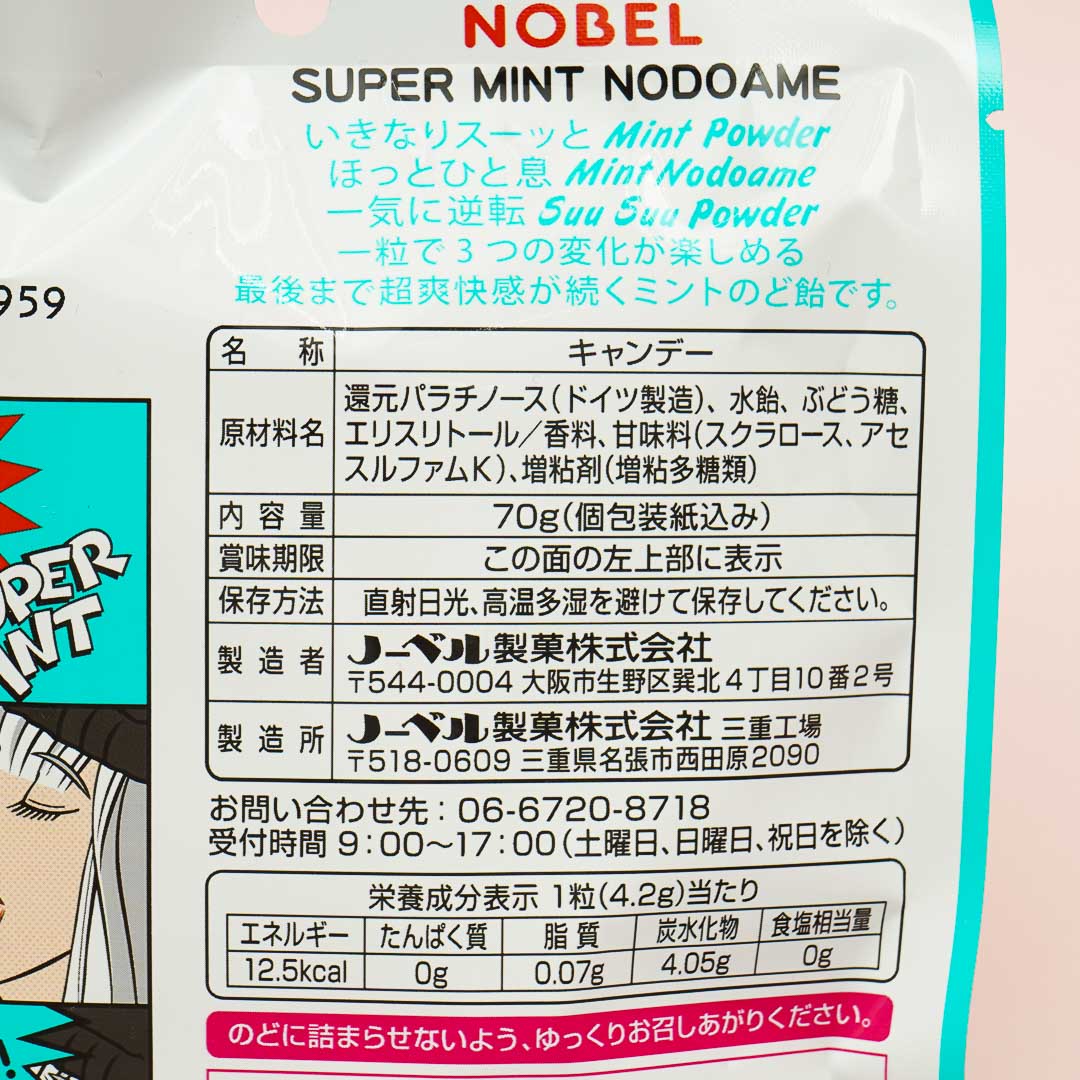 NOBEL
SUPER MINT NODOAME
いきなりスーッと Mint Powder
ほっとひと息 Mint Nodoame
一気に逆転 Suu Suu Powder
一粒で3つの変化が楽しめる
最後まで超爽快感が続くミントのど飴です。
959
名称 キャンデー
原材料名 還元パラチノース(ドイツ製造)、水飴、ぶどう糖、
エリスリトール/香料、甘味料(スクラロース、アセ
スルファムK)、増粘剤(増粘多糖類)
内容量 70g(個包装紙込み)
賞味期限 この面の左上部に表示
保存方法 直射日光、高温多湿を避けて保存してください。
製造者 ノーベル製菓株式会社
〒544-0004 大阪市生野区巽北4丁目10番2号
製造所 ノーベル製菓株式会社 三重工場
〒518-0609 三重県名張市西田原2090
お問い合わせ先:06-6720-8718
受付時間 9:00〜17:00(土曜日、日曜日、祝日を除く)
栄養成分表示 1粒(4.2g)当たり
エネルギー たんぱく質 脂質 炭水化物 食塩相当量
12.5kcal 0g 0.07g 4.05g 0g
のどに詰まらせないよう、ゆっくりお召しあがりください。